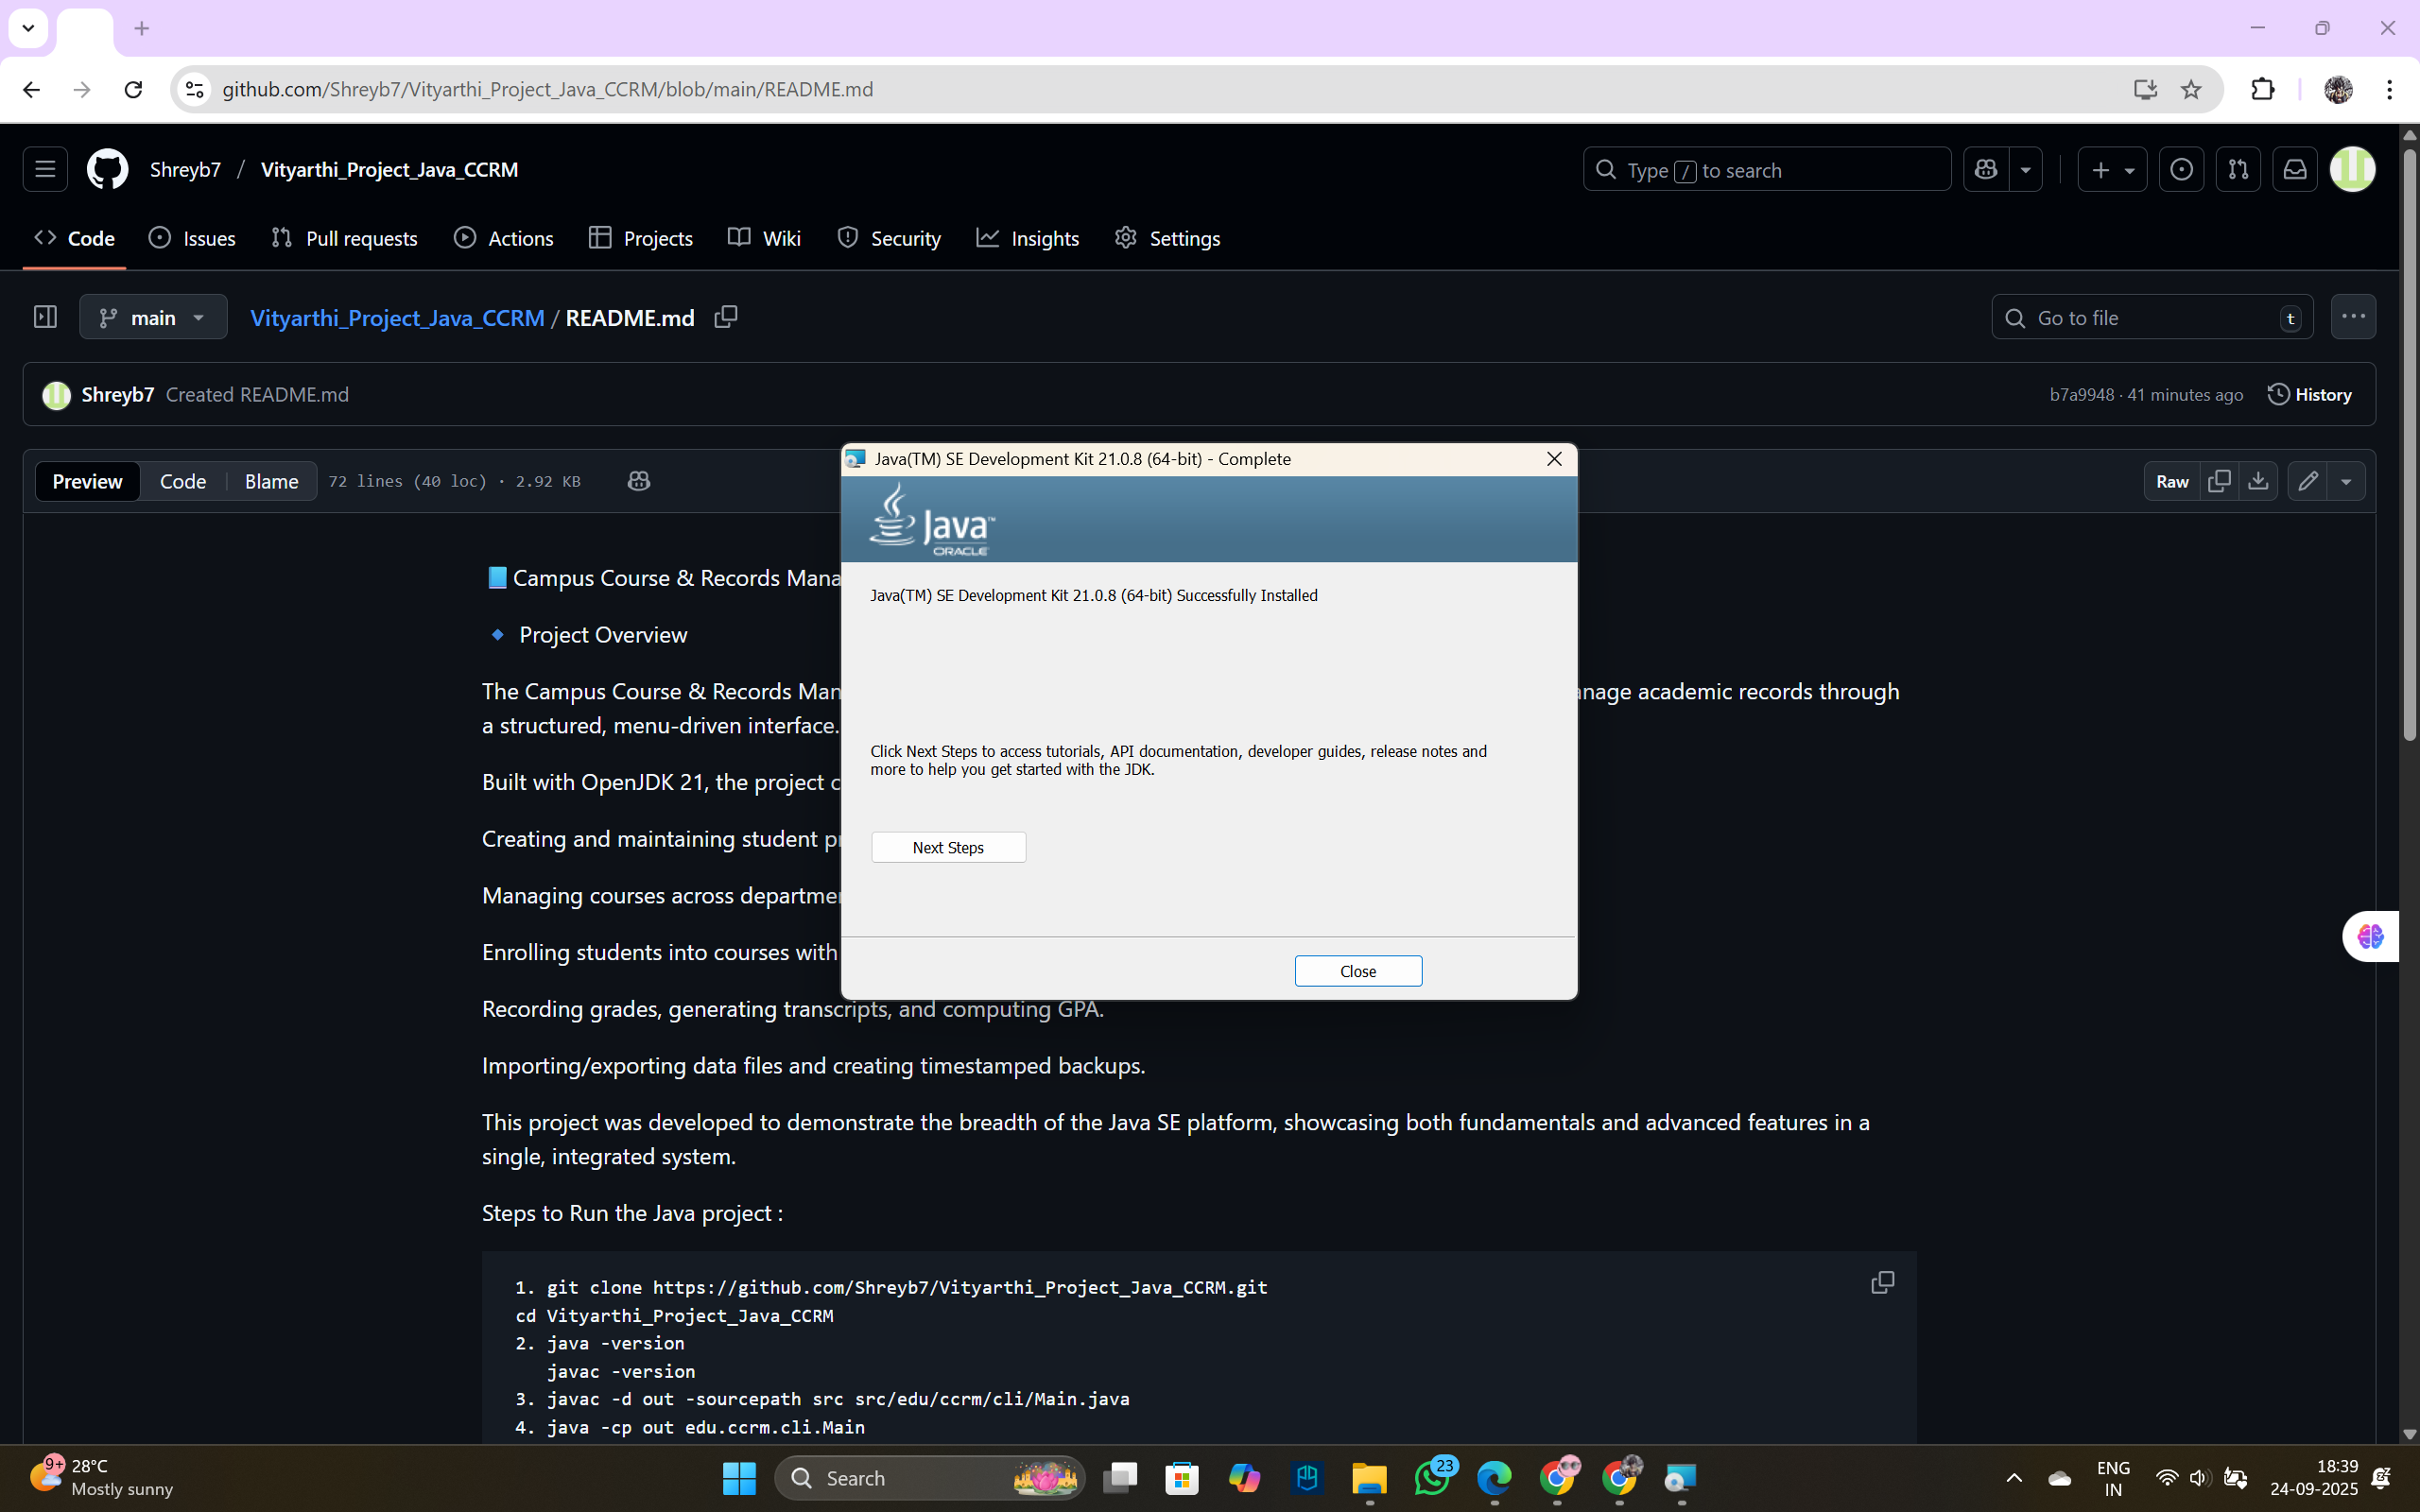 github.com/Shreyb7/Vityarthi_Project_Java_CCRM/blob/main/README.md
Shreyb7 / Vityarthi_Project_Java_CCRM
Type / to search
Code Issues Pull requests Actions Projects Wiki Security Insights Settings
main Vityarthi_Project_Java_CCRM / README.md
Go to file t
Shreyb7 Created README.md
b7a9948 · 41 minutes ago History
Preview Code Blame 72 lines (40 loc) · 2.92 KB
Raw
Java(TM) SE Development Kit 21.0.8 (64-bit) - Complete
Java™
ORACLE
Java(TM) SE Development Kit 21.0.8 (64-bit) Successfully Installed
Click Next Steps to access tutorials, API documentation, developer guides, release notes and
more to help you get started with the JDK.
Next Steps
Close
Campus Course & Records Mana
Project Overview
The Campus Course & Records Man anage academic records through
a structured, menu-driven interface.
Built with OpenJDK 21, the project
Creating and maintaining student
Managing courses across departme
Enrolling students into courses with
Recording grades, generating transcripts, and computing GPA.
Importing/exporting data files and creating timestamped backups.
This project was developed to demonstrate the breadth of the Java SE platform, showcasing both fundamentals and advanced features in a
single, integrated system.
Steps to Run the Java project :
1. git clone https://github.com/Shreyb7/Vityarthi_Project_Java_CCRM.git
cd Vityarthi_Project_Java_CCRM
2. java -version
javac -version
3. javac -d out -sourcepath src src/edu/ccrm/cli/Main.java
4. java -cp out edu.ccrm.cli.Main
9+
28°C
Mostly sunny
Search
23
ENG
IN
18:39
24-09-2025